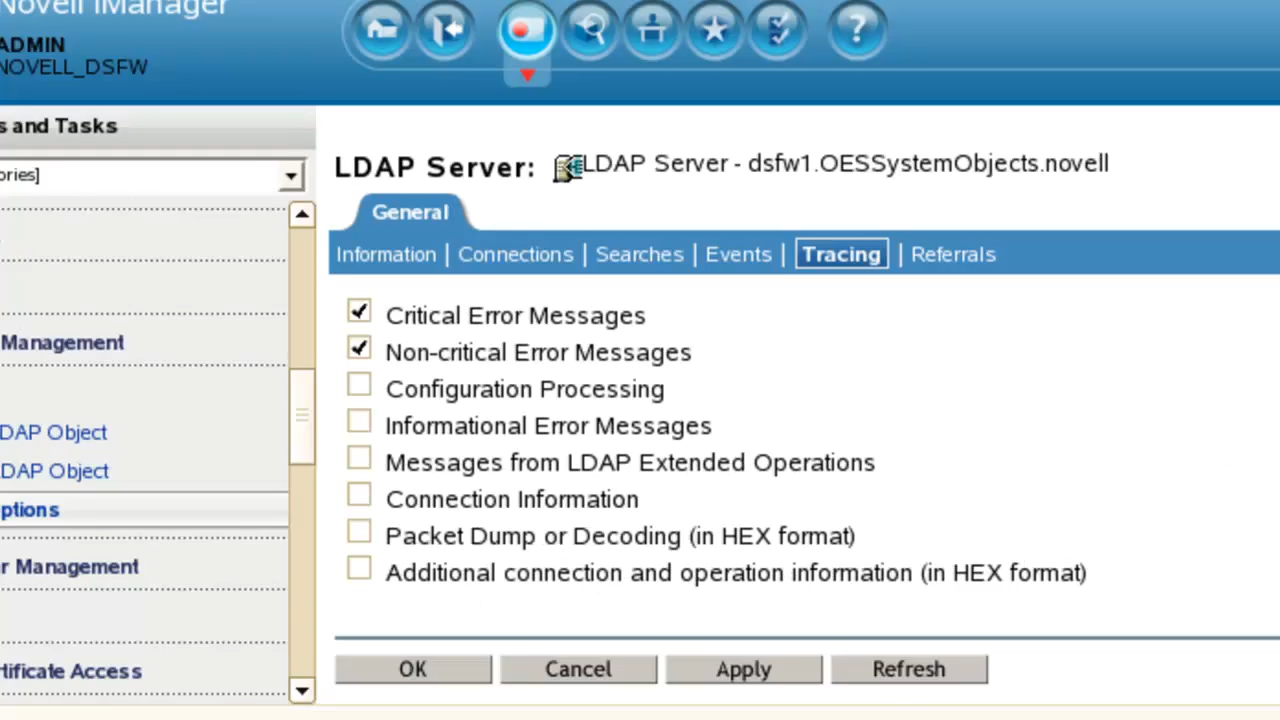 Novell iManager
ADMIN
NOVELL_DSFW
s and Tasks
ories]
Management
DAP Object
DAP Object
ptions
r Management
rtificate Access
LDAP Server: LDAP Server - dsfw1.OESSystemObjects.novell
General
Information | Connections | Searches | Events | Tracing | Referrals
Critical Error Messages
Non-critical Error Messages
Configuration Processing
Informational Error Messages
Messages from LDAP Extended Operations
Connection Information
Packet Dump or Decoding (in HEX format)
Additional connection and operation information (in HEX format)
OK Cancel Apply Refresh